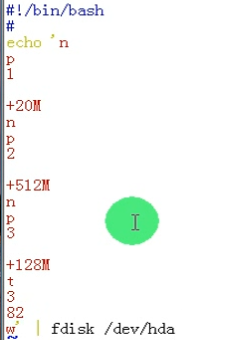 #!/bin/bash
#
echo 'n
p
1

+20M
n
p
2

+512M
n
p
3

+128M
t
3
82
w' | fdisk /dev/hda
~